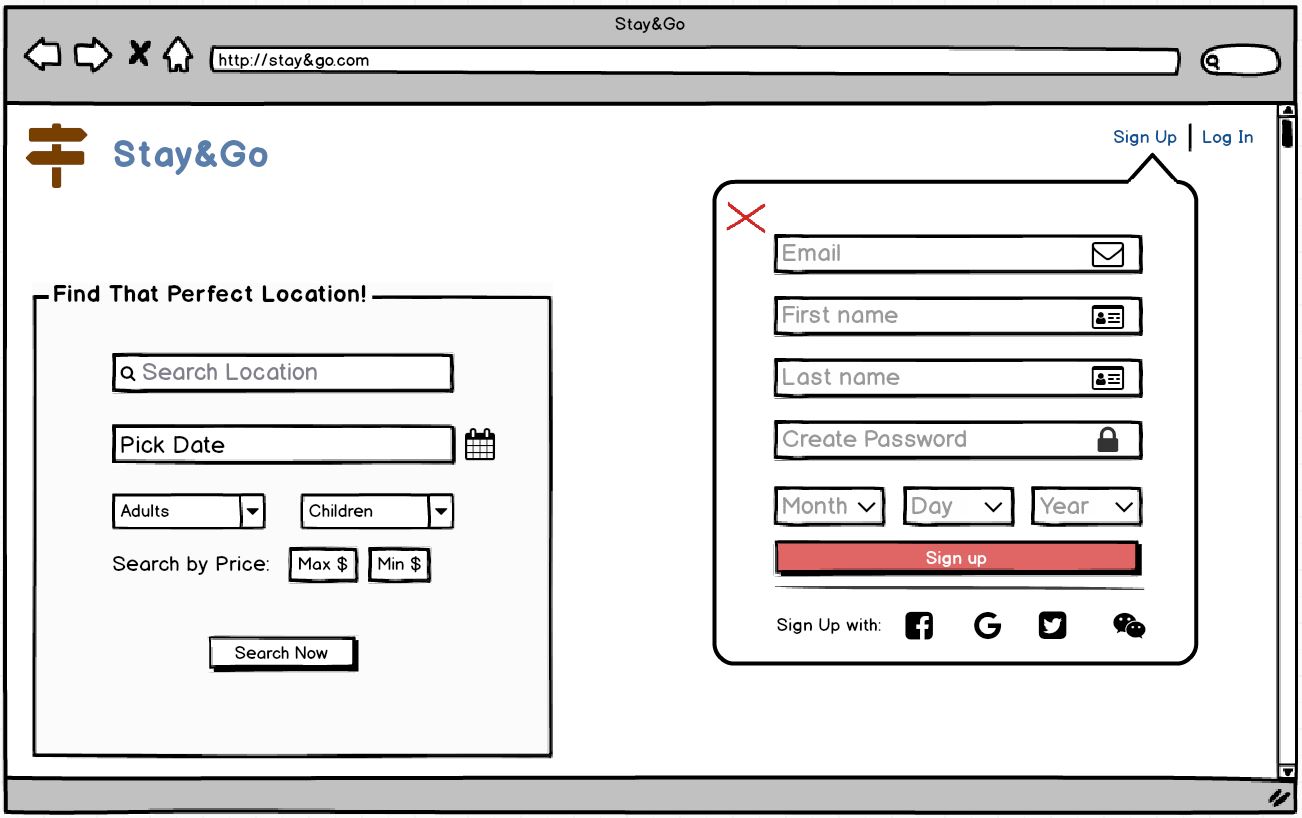 Stay&Go
http://stay&go.com
Stay&Go
Sign Up | Log In
Find That Perfect Location!
Search Location
Pick Date
Adults Children
Search by Price: Max $ Min $
Search Now
Email
First name
Last name
Create Password
Month Day Year
Sign up
Sign Up with: